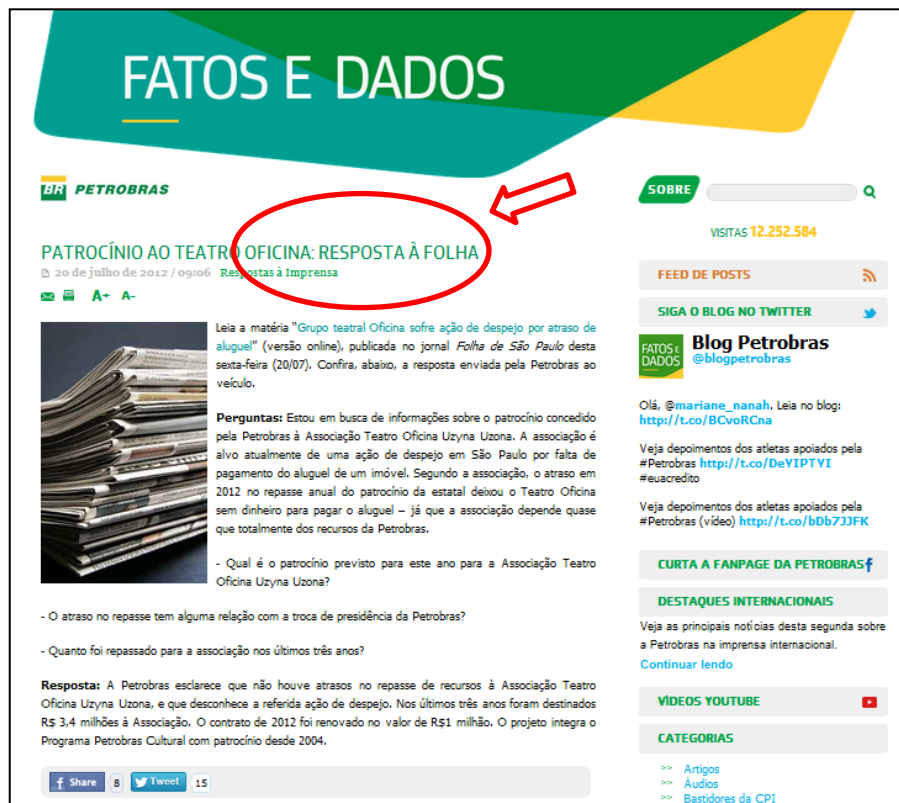 FATOS E DADOS
BR PETROBRAS
PATROCÍNIO AO TEATRO OFICINA: RESPOSTA À FOLHA
20 de julho de 2012 / 09:06 Respostas à Imprensa
A+ A-
Leia a matéria “Grupo teatral Oficina sofre ação de despejo por atraso de
aluguel” (versão online), publicada no jornal Folha de São Paulo desta
sexta-feira (20/07). Confira, abaixo, a resposta enviada pela Petrobras ao
veículo.
Perguntas: Estou em busca de informações sobre o patrocínio concedido
pela Petrobras à Associação Teatro Oficina Uzyna Uzona. A associação é
alvo atualmente de uma ação de despejo em São Paulo por falta de
pagamento do aluguel de um imóvel. Segundo a associação, o atraso em
2012 no repasse anual do patrocínio da estatal deixou o Teatro Oficina
sem dinheiro para pagar o aluguel – já que a associação depende quase
que totalmente dos recursos da Petrobras.
- Qual é o patrocínio previsto para este ano para a Associação Teatro
Oficina Uzyna Uzona?
- O atraso no repasse tem alguma relação com a troca de presidência da Petrobras?
- Quanto foi repassado para a associação nos últimos três anos?
Resposta: A Petrobras esclarece que não houve atrasos no repasse de recursos à Associação Teatro
Oficina Uzyna Uzona, e que desconhece a referida ação de despejo. Nos últimos três anos foram destinados
R$ 3,4 milhões à Associação. O contrato de 2012 foi renovado no valor de R$1 milhão. O projeto integra o
Programa Petrobras Cultural com patrocínio desde 2004.
f Share 8 Tweet 15
SOBRE
VISITAS 12.252.584
FEED DE POSTS
SIGA O BLOG NO TWITTER
FATOS E
DADOS
Blog Petrobras
@blogpetrobras
Olá, @mariane_nanah. Leia no blog:
http://t.co/BCvoRCna
Veja depoimentos dos atletas apoiados pela
#Petrobras http://t.co/DeYIPTYI
#euacredito
Veja depoimentos dos atletas apoiados pela
#Petrobras (vídeo) http://t.co/bDb7JJFK
CURTA A FANPAGE DA PETROBRAS f
DESTAQUES INTERNACIONAIS
Veja as principais notícias desta segunda sobre
a Petrobras na imprensa internacional.
Continuar lendo
VÍDEOS YOUTUBE
CATEGORIAS
>> Artigos
>> Áudios
>> Bastidores da CPI